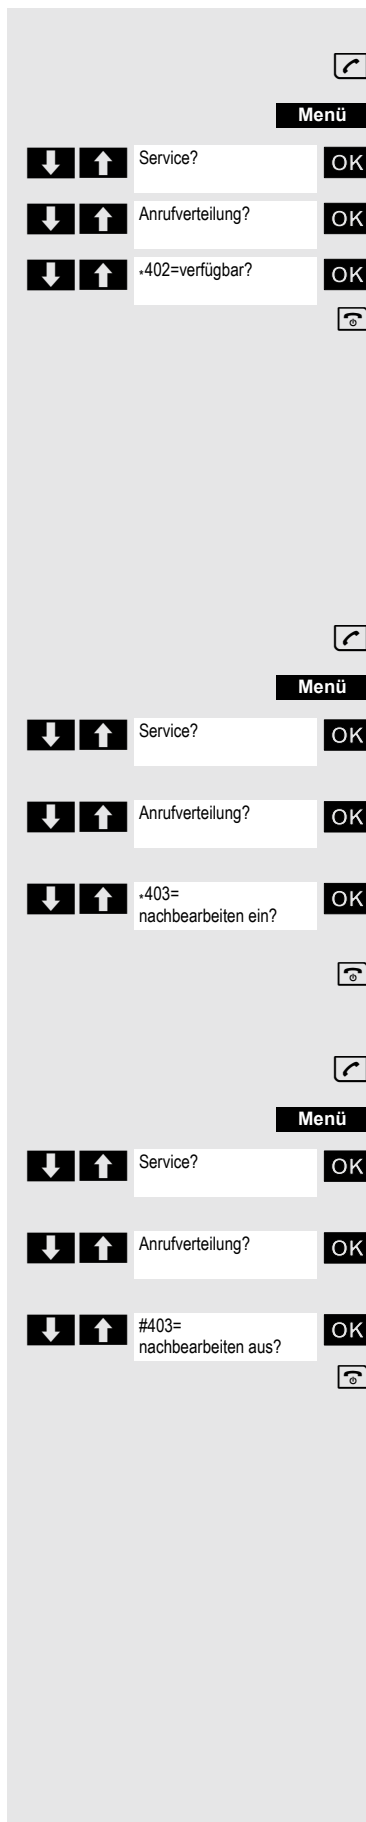 Menü
Service? OK
Anrufverteilung? OK
*402=verfügbar? OK
Menü
Service? OK
Anrufverteilung? OK
*403= OK
nachbearbeiten ein?
Menü
Service? OK
Anrufverteilung? OK
#403= OK
nachbearbeiten aus?